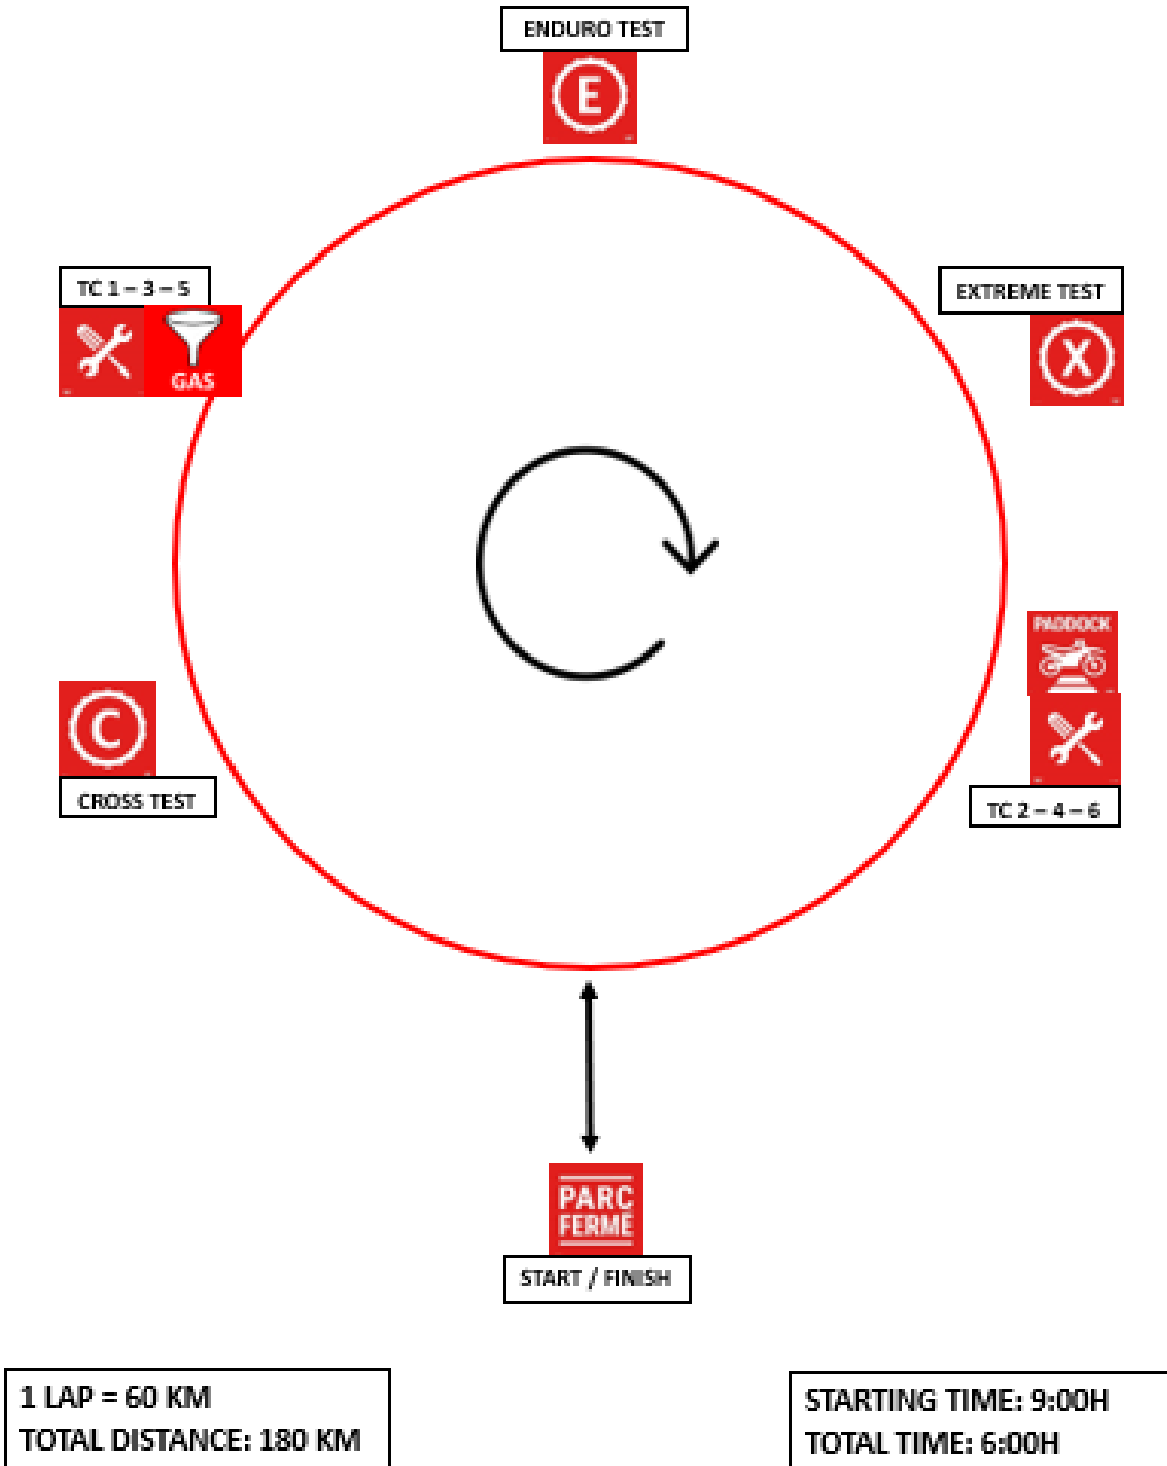 ENDURO TEST
E
TC 1 – 3 – 5
GAS
EXTREME TEST
X
PADDOCK
C
CROSS TEST
TC 2 – 4 – 6
PARC
FERMÉ
START / FINISH
1 LAP = 60 KM
TOTAL DISTANCE: 180 KM
STARTING TIME: 9:00H
TOTAL TIME: 6:00H